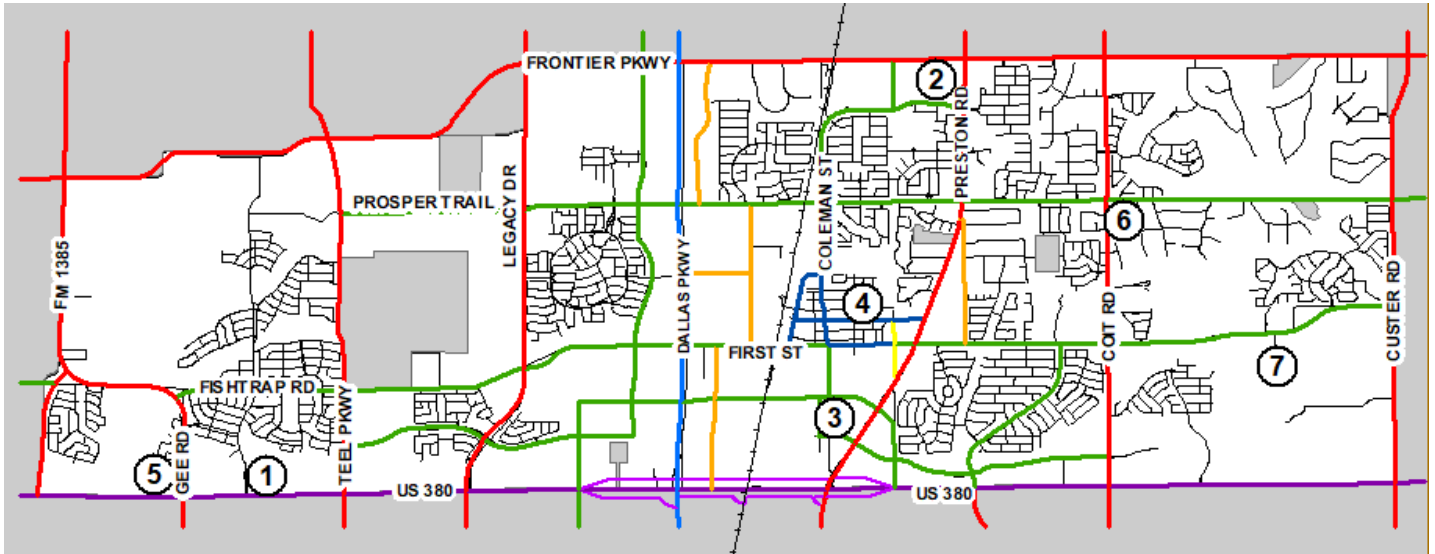 FRONTIER PKWY
2
PRESTON RD
COLEMAN ST
PROSPER TRAIL
LEGACY DR
6
FM 1385
DALLAS PKWY
4
COIT RD
CUSTER RD
FIRST ST
7
FISHTRAP RD
TEEL PKWY
3
GEE RD
5
1
US 380
US 380